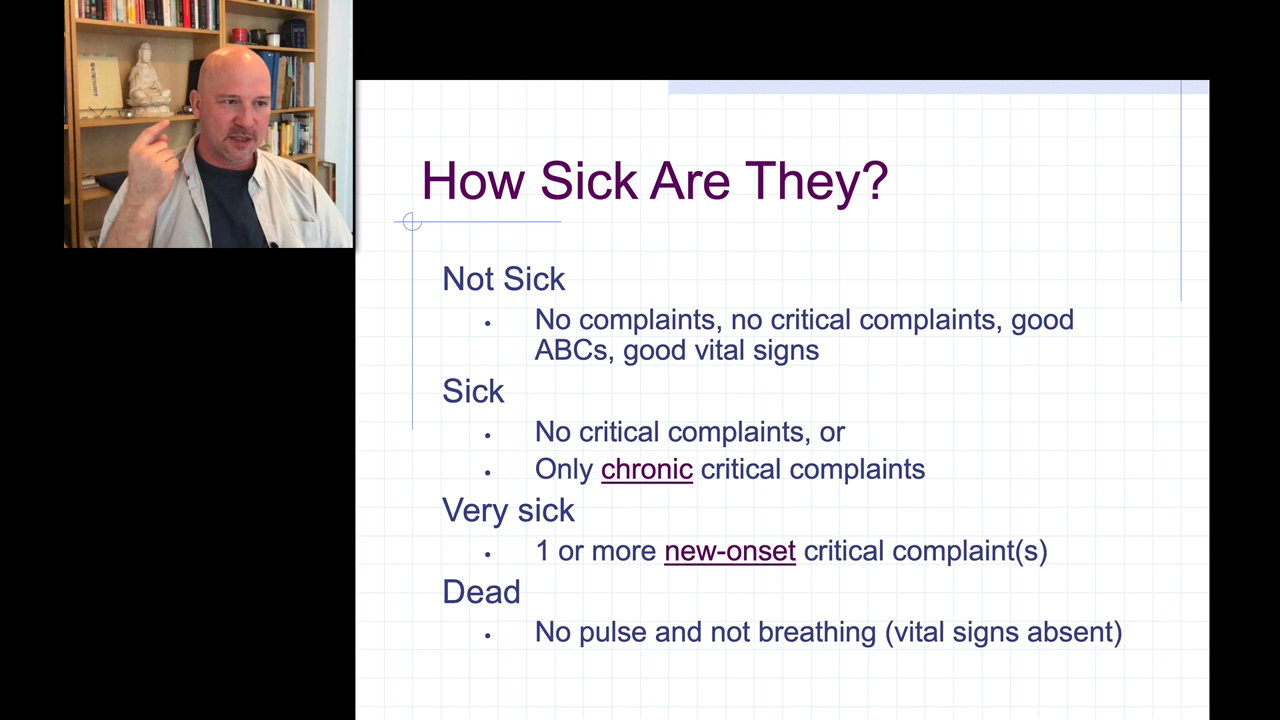 How Sick Are They?
Not Sick
• No complaints, no critical complaints, good
ABCs, good vital signs
Sick
• No critical complaints, or
• Only chronic critical complaints
Very sick
• 1 or more new-onset critical complaint(s)
Dead
• No pulse and not breathing (vital signs absent)